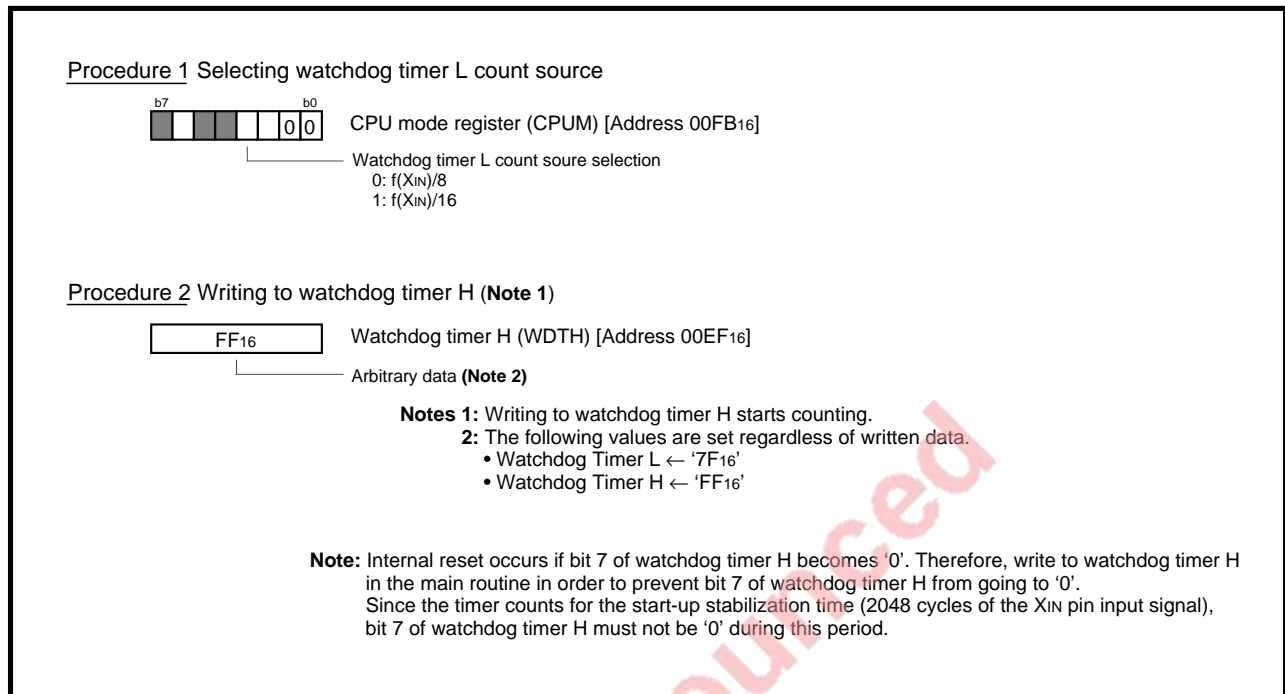 Procedure 1 Selecting watchdog timer L count source
b7 b0
0 0 CPU mode register (CPUM) [Address 00FB16]
Watchdog timer L count soure selection
0: f(XIN)/8
1: f(XIN)/16
Procedure 2 Writing to watchdog timer H (Note 1)
FF16 Watchdog timer H (WDTH) [Address 00EF16]
Arbitrary data (Note 2)
Notes 1: Writing to watchdog timer H starts counting.
2: The following values are set regardless of written data.
• Watchdog Timer L ← ‘7F16’
• Watchdog Timer H ← ‘FF16’
Note: Internal reset occurs if bit 7 of watchdog timer H becomes ‘0’. Therefore, write to watchdog timer H
in the main routine in order to prevent bit 7 of watchdog timer H from going to ‘0’.
Since the timer counts for the start-up stabilization time (2048 cycles of the XIN pin input signal),
bit 7 of watchdog timer H must not be ‘0’ during this period.
ounced